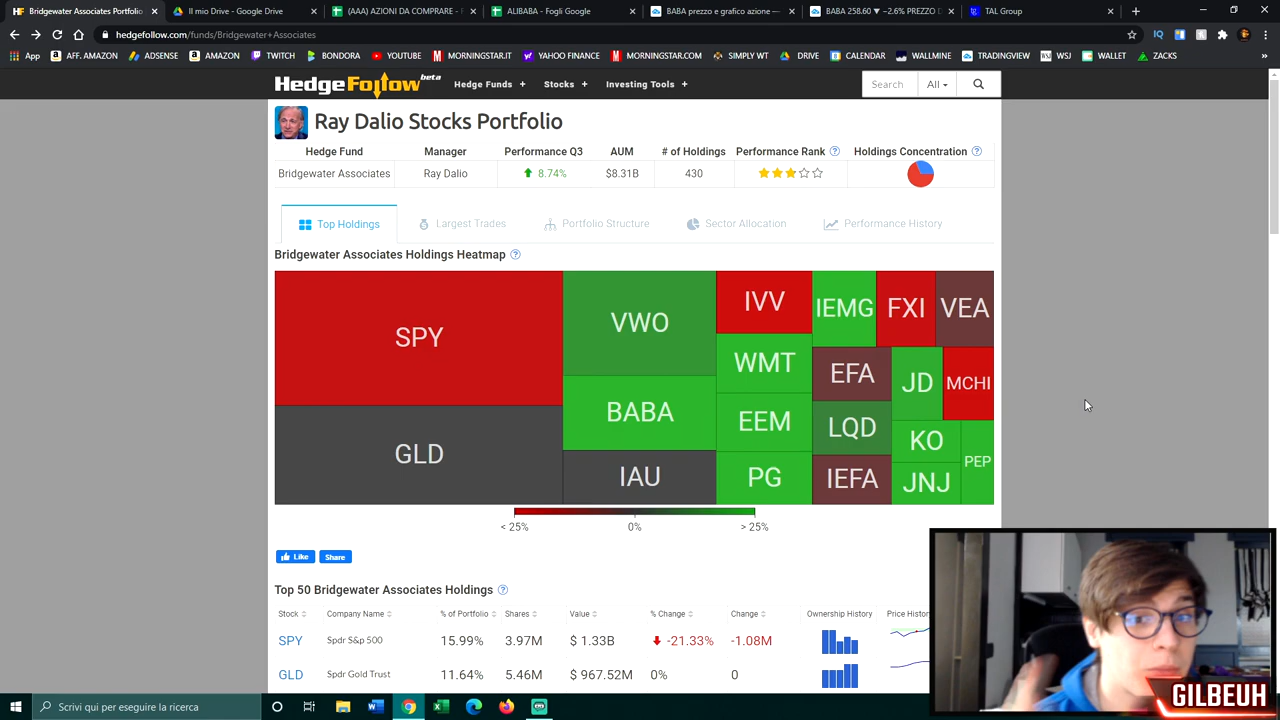 Bridgewater Associates Portfolio
Il mio Drive - Google Drive
(AAA) AZIONI DA COMPRARE - F
ALIBABA - Fogli Google
BABA prezzo e grafico azione —
BABA 258.60 ▼ −2.6% PREZZO D
TAL Group
hedgefollow.com/funds/Bridgewater+Associates
App
AFF. AMAZON
ADSENSE
AMAZON
TWITCH
BONDORA
YOUTUBE
MORNINGSTAR.IT
YAHOO FINANCE
MORNINGSTAR.COM
SIMPLY WT
DRIVE
CALENDAR
WALLMINE
TRADINGVIEW
WSJ
WALLET
ZACKS
»
HedgeFollow beta
Hedge Funds +
Stocks +
Investing Tools +
Search
All
Ray Dalio Stocks Portfolio
Hedge Fund Manager Performance Q3 AUM # of Holdings Performance Rank Holdings Concentration
Bridgewater Associates Ray Dalio 8.74% $8.31B 430
Top Holdings
Largest Trades
Portfolio Structure
Sector Allocation
Performance History
Bridgewater Associates Holdings Heatmap
SPY
GLD
VWO
BABA
IAU
IVV
WMT
EEM
PG
IEMG
EFA
LQD
IEFA
FXI
VEA
JD
MCHI
KO
JNJ
PEP
< 25% 0% > 25%
Like
Share
Top 50 Bridgewater Associates Holdings
Stock Company Name % of Portfolio Shares Value % Change Change Ownership History Price History
SPY Spdr S&p 500 15.99% 3.97M $ 1.33B -21.33% -1.08M
GLD Spdr Gold Trust 11.64% 5.46M $ 967.52M 0% 0
GILBEUH
Scrivi qui per eseguire la ricerca